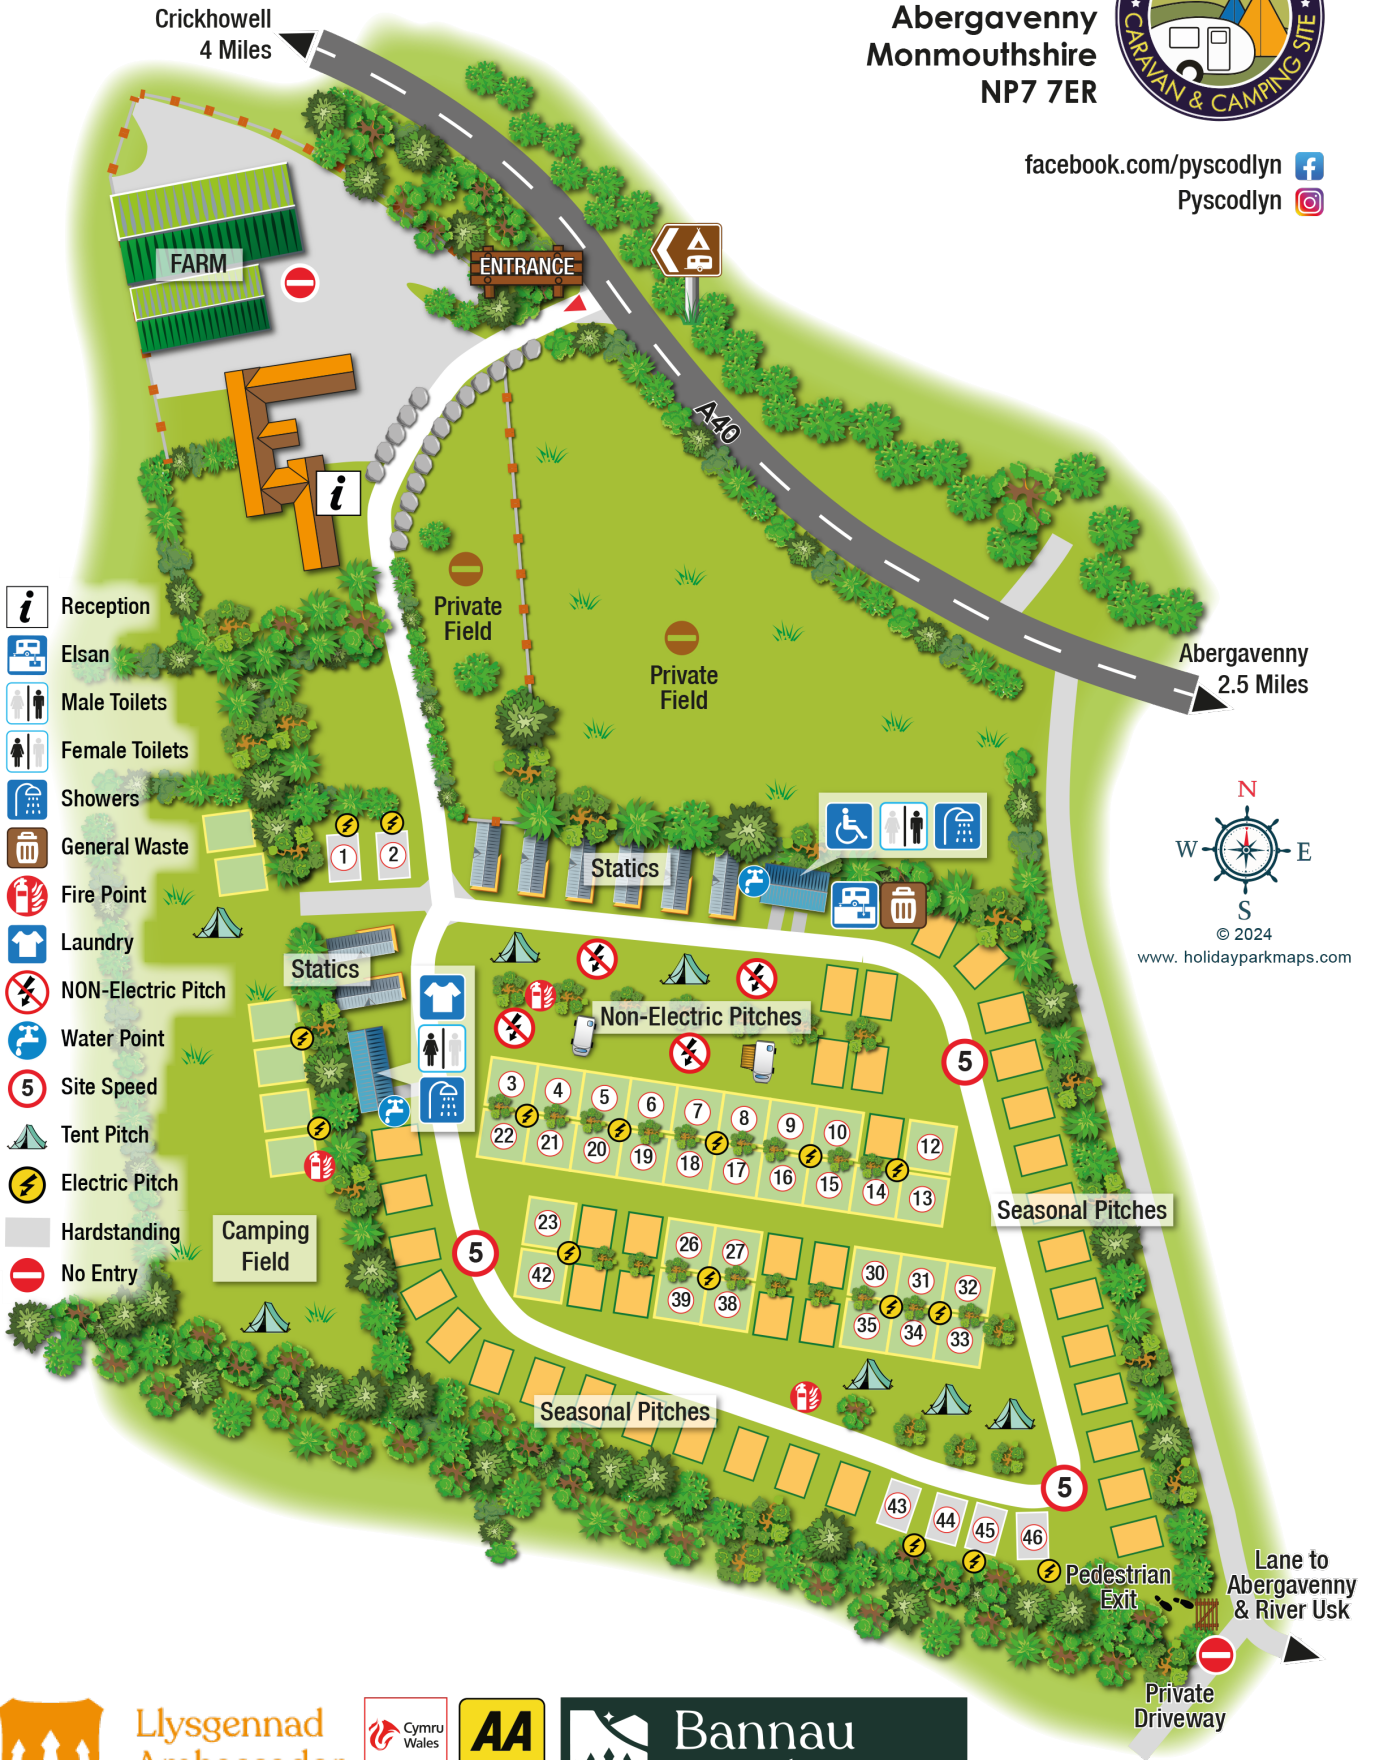 Crickhowell
4 Miles
Abergavenny
Monmouthshire
NP7 7ER
CARAVAN & CAMPING SITE
facebook.com/pyscodlyn
Pyscodlyn
FARM
ENTRANCE
A40
i
Private
Field
Private
Field
Abergavenny
2.5 Miles
i Reception
Elsan
Male Toilets
Female Toilets
Showers
General Waste
Fire Point
Laundry
NON-Electric Pitch
Water Point
5 Site Speed
Tent Pitch
Electric Pitch
Hardstanding
No Entry
N
W E
S
© 2024
www. holidayparkmaps.com
1
2
Statics
Statics
Non-Electric Pitches
5
3
4
5
6
7
8
9
10
12
22
21
20
19
18
17
16
15
14
13
Seasonal Pitches
Camping
Field
5
23
26
27
30
31
32
42
39
38
35
34
33
Seasonal Pitches
5
43
44
45
46
Pedestrian
Exit
Lane to
Abergavenny
& River Usk
Private
Driveway
Llysgennad
Cymru
Wales
AA
Bannau